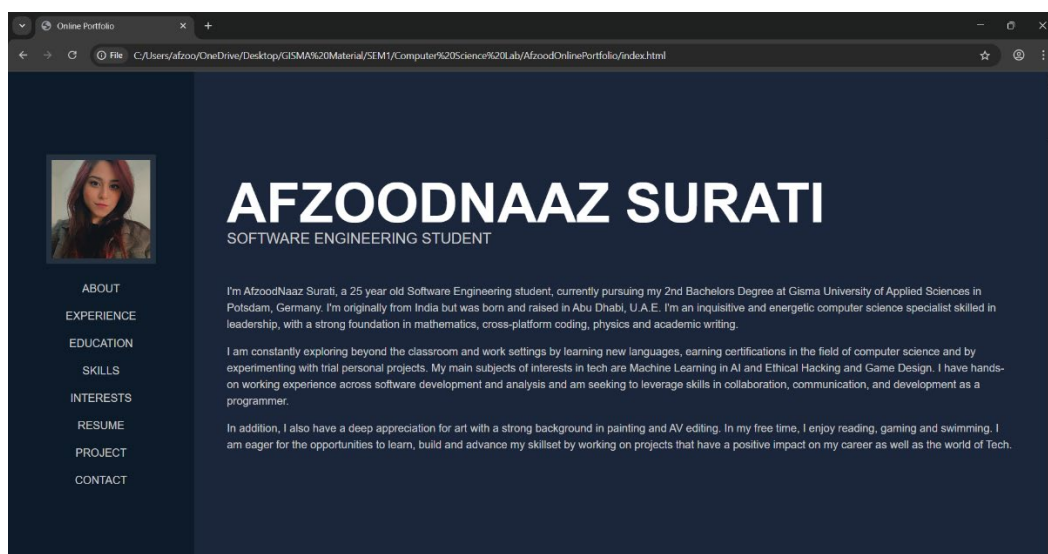 Online Portfolio
File C:/Users/afzoo/OneDrive/Desktop/GISMA%20Material/SEM1/Computer%20Science%20Lab/AfzoodOnlinePortfolio/index.html
ABOUT
EXPERIENCE
EDUCATION
SKILLS
INTERESTS
RESUME
PROJECT
CONTACT
AFZOODNAAZ SURATI
SOFTWARE ENGINEERING STUDENT
I'm AfzoodNaaz Surati, a 25 year old Software Engineering student, currently pursuing my 2nd Bachelors Degree at Gisma University of Applied Sciences in
Potsdam, Germany. I'm originally from India but was born and raised in Abu Dhabi, U.A.E. I'm an inquisitive and energetic computer science specialist skilled in
leadership, with a strong foundation in mathematics, cross-platform coding, physics and academic writing.
I am constantly exploring beyond the classroom and work settings by learning new languages, earning certifications in the field of computer science and by
experimenting with trial personal projects. My main subjects of interests in tech are Machine Learning in AI and Ethical Hacking and Game Design. I have hands-
on working experience across software development and analysis and am seeking to leverage skills in collaboration, communication, and development as a
programmer.
In addition, I also have a deep appreciation for art with a strong background in painting and AV editing. In my free time, I enjoy reading, gaming and swimming. I
am eager for the opportunities to learn, build and advance my skillset by working on projects that have a positive impact on my career as well as the world of Tech.